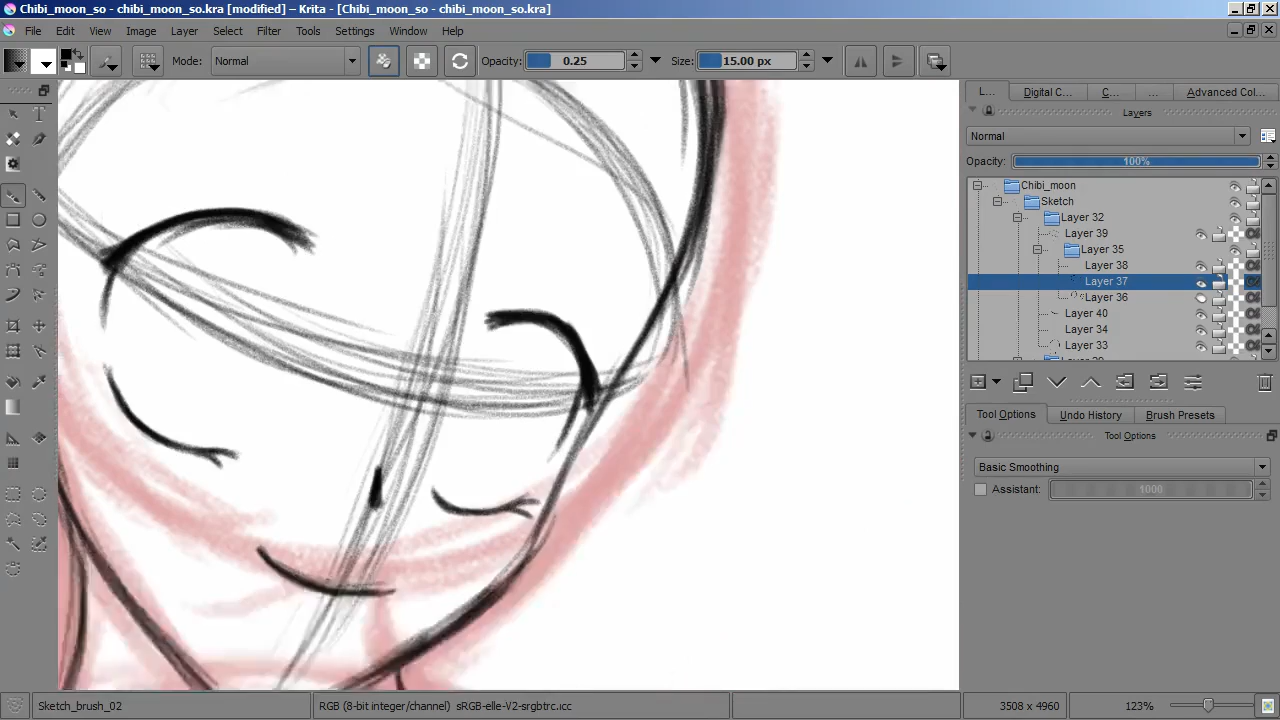 Chibi_moon_so - chibi_moon_so.kra [modified] – Krita - [Chibi_moon_so - chibi_moon_so.kra]
File Edit View Image Layer Select Filter Tools Settings Window Help
Mode: Normal Opacity: 0.25 Size: 15.00 px
L... Digital C... C... ... Advanced Col...
Layers
Normal
Opacity: 100%
Chibi_moon
Sketch
Layer 32
Layer 39
Layer 35
Layer 38
Layer 37
Layer 36
Layer 40
Layer 34
Layer 33
Tool Options Undo History Brush Presets
Tool Options
Basic Smoothing
Assistant: 1000
Sketch_brush_02 RGB (8-bit integer/channel) sRGB-elle-V2-srgbtrc.icc 3508 x 4960 123%